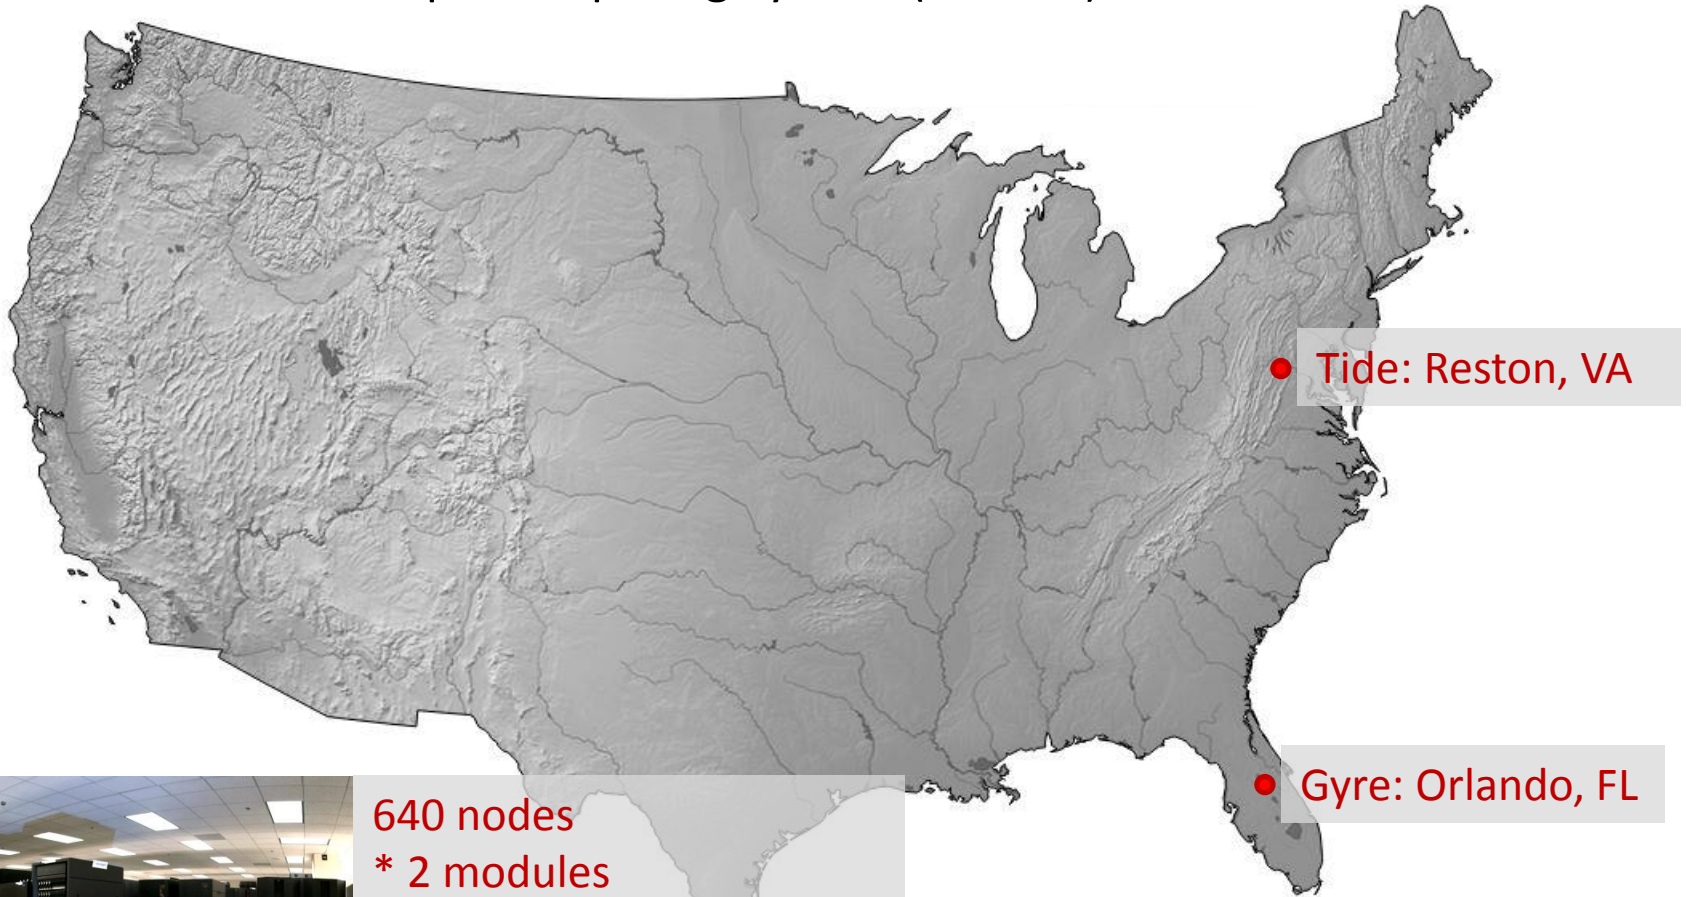 Tide: Reston, VA
Gyre: Orlando, FL
640 nodes
* 2 modules